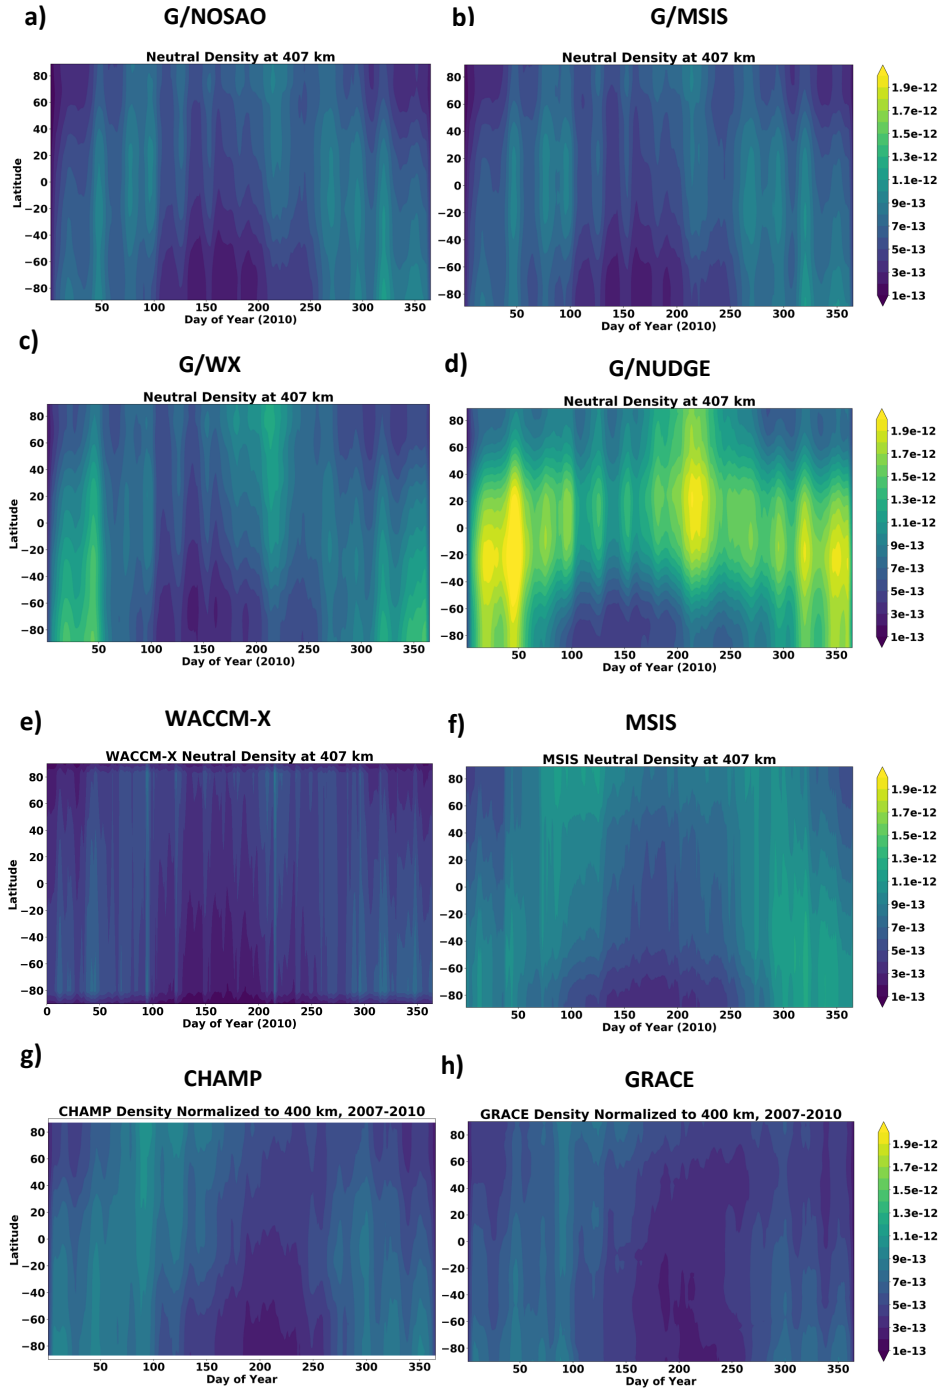 a) G/NOSAO
b) G/MSIS
Neutral Density at 407 km
Neutral Density at 407 km
Latitude
80
60
40
20
0
−20
−40
−60
−80
50 100 150 200 250 300 350
Day of Year (2010)
80
60
40
20
0
−20
−40
−60
−80
50 100 150 200 250 300 350
Day of Year (2010)
1.9e-12
1.7e-12
1.5e-12
1.3e-12
1.1e-12
9e-13
7e-13
5e-13
3e-13
1e-13
c) G/WX
d) G/NUDGE
Neutral Density at 407 km
Neutral Density at 407 km
Latitude
80
60
40
20
0
−20
−40
−60
−80
50 100 150 200 250 300 350
Day of Year (2010)
80
60
40
20
0
−20
−40
−60
−80
50 100 150 200 250 300 350
Day of Year (2010)
1.9e-12
1.7e-12
1.5e-12
1.3e-12
1.1e-12
9e-13
7e-13
5e-13
3e-13
1e-13
e) WACCM-X
f) MSIS
WACCM-X Neutral Density at 407 km
MSIS Neutral Density at 407 km
Latitude
80
60
40
20
0
−20
−40
−60
−80
0 50 100 150 200 250 300 350
Day of Year (2010)
80
60
40
20
0
−20
−40
−60
−80
50 100 150 200 250 300 350
Day of Year (2010)
1.9e-12
1.7e-12
1.5e-12
1.3e-12
1.1e-12
9e-13
7e-13
5e-13
3e-13
1e-13
g) CHAMP
h) GRACE
CHAMP Density Normalized to 400 km, 2007-2010
GRACE Density Normalized to 400 km, 2007-2010
Latitude
80
60
40
20
0
−20
−40
−60
−80
50 100 150 200 250 300 350
Day of Year
80
60
40
20
0
−20
−40
−60
−80
50 100 150 200 250 300 350
Day of Year
1.9e-12
1.7e-12
1.5e-12
1.3e-12
1.1e-12
9e-13
7e-13
5e-13
3e-13
1e-13